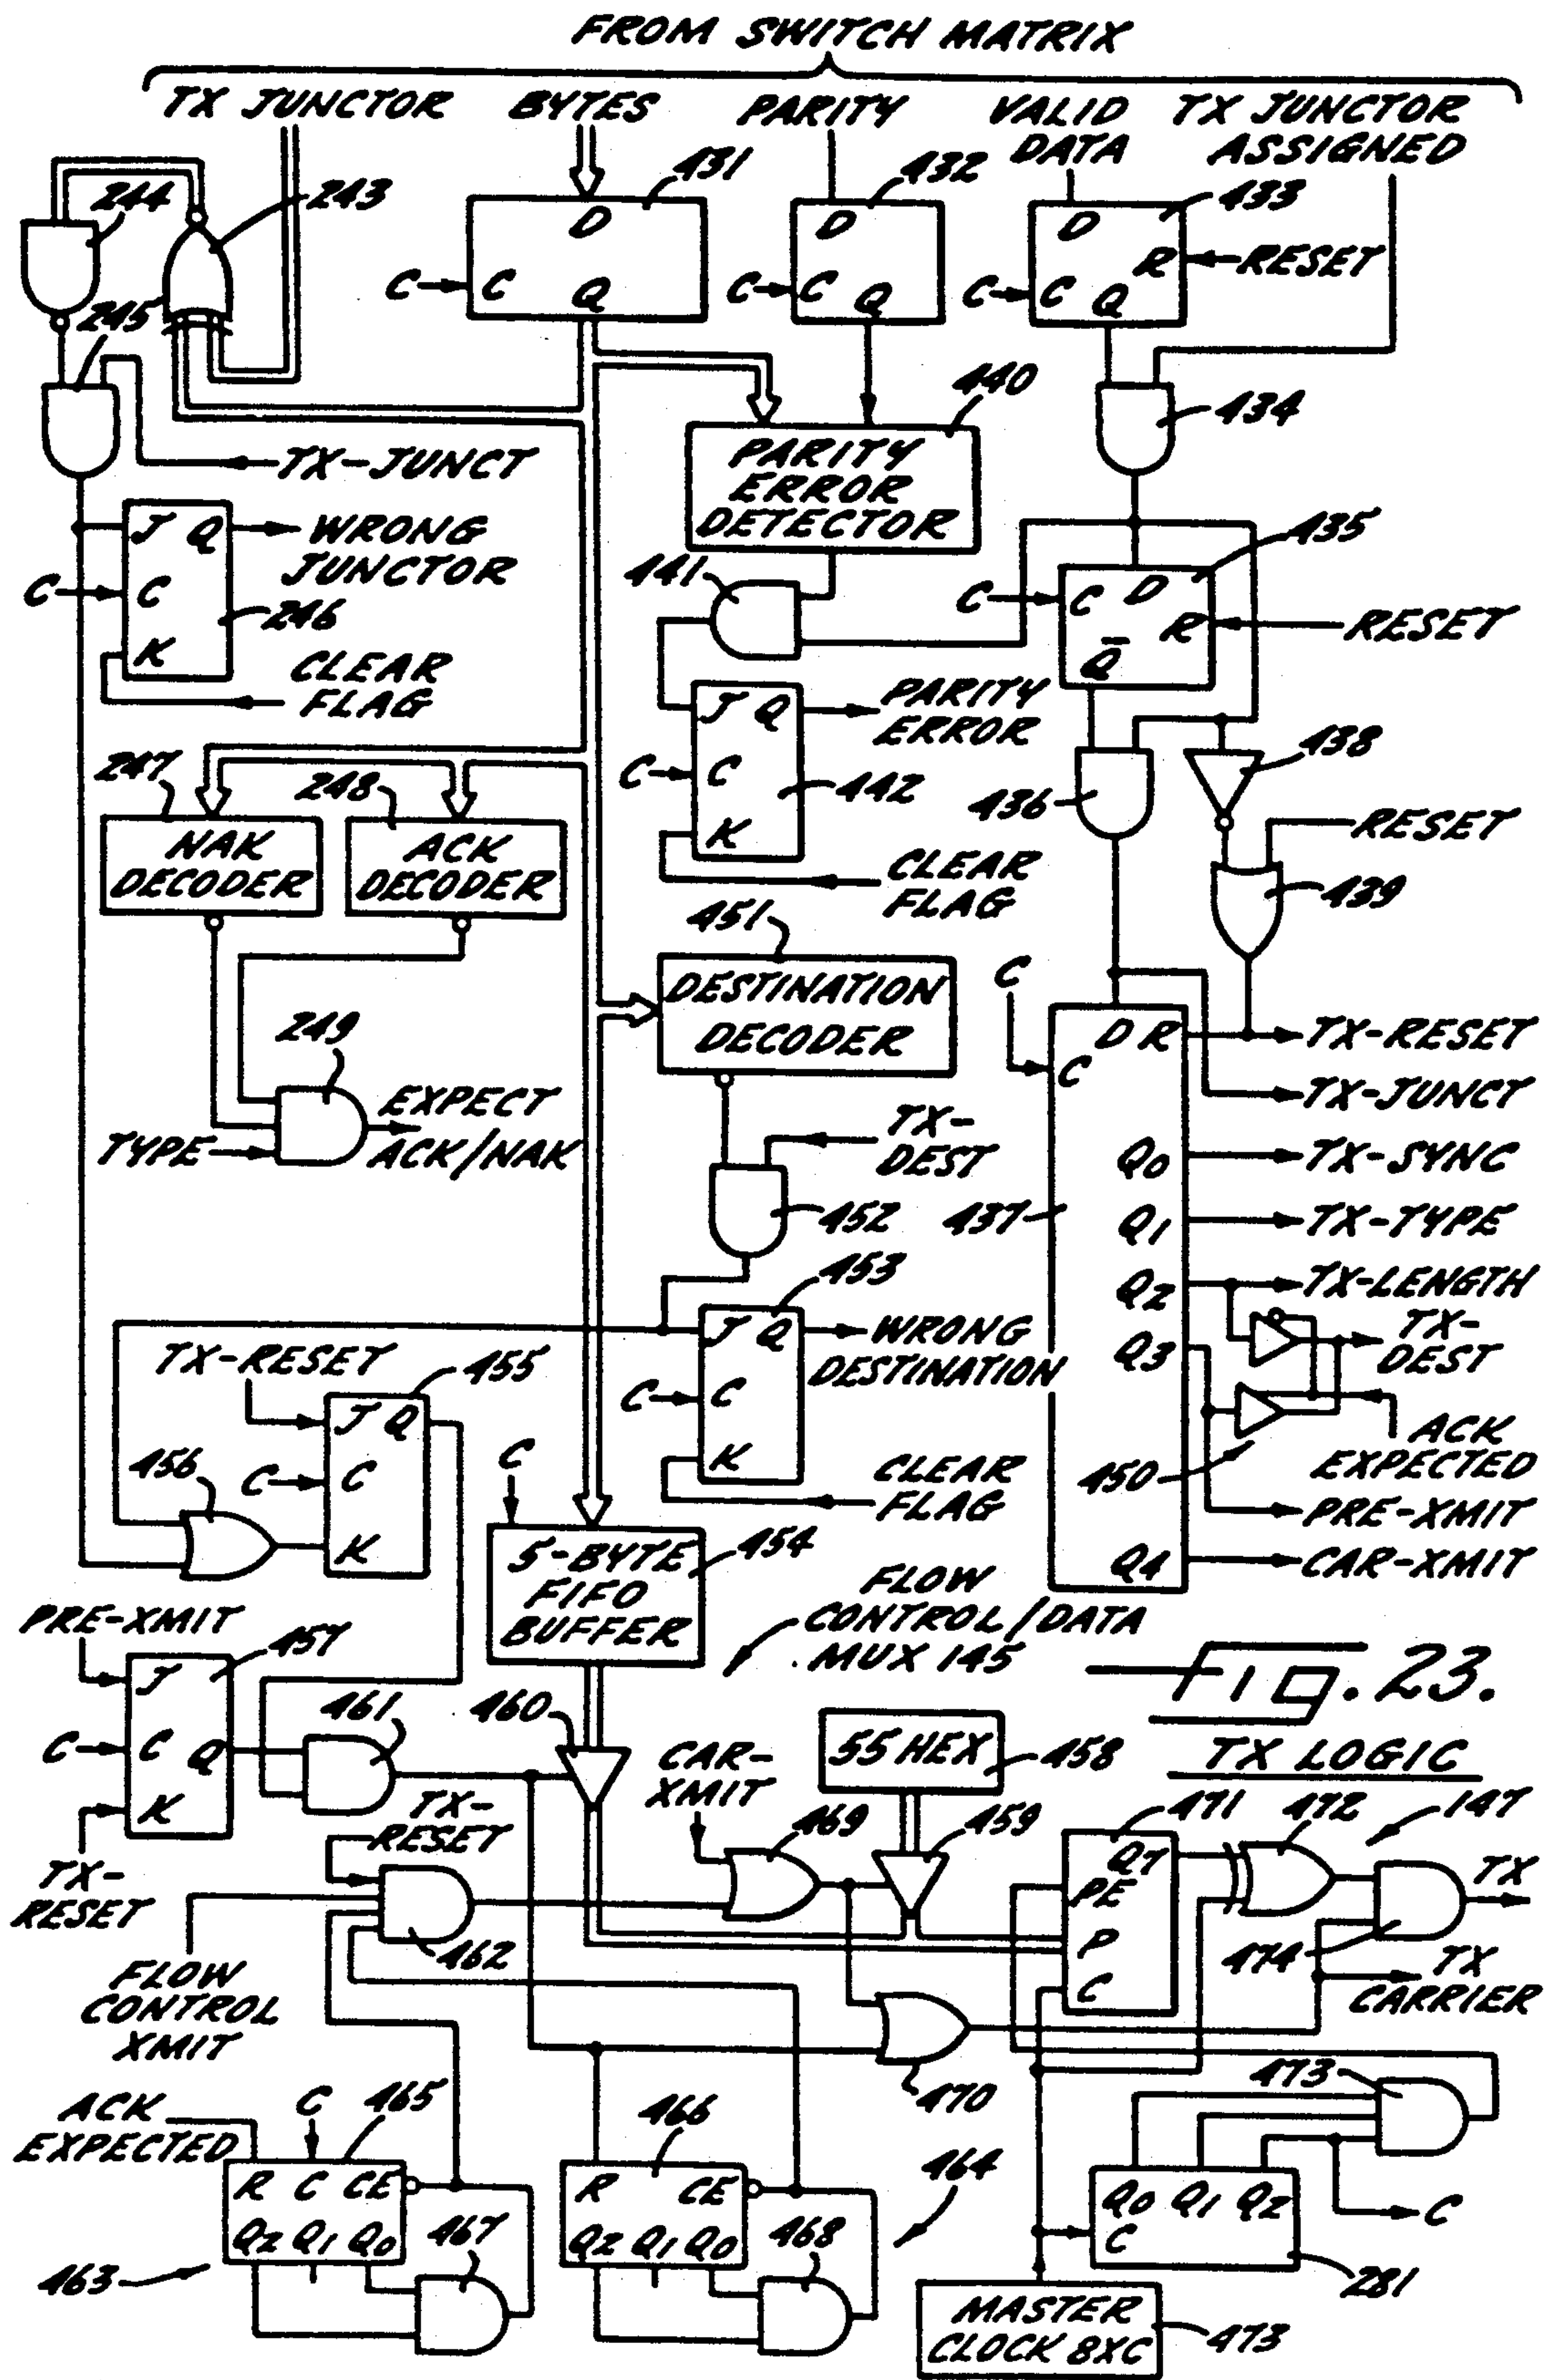 FROM SWITCH MATRIX
TX JUNCTOR
BYTES
PARITY
VALID
DATA
TX JUNCTOR
ASSIGNED
244
243
245
431
D
C
C
Q
432
D
C
C
Q
433
D
R
RESET
C
C
Q
440
434
TX-JUNCT
PARITY
ERROR
DETECTOR
J
Q
WRONG
JUNCTOR
C
C
246
K
CLEAR
FLAG
441
435
C
C
D
R
RESET
Q̅
J
Q
PARITY
ERROR
C
C
442
K
CLEAR
FLAG
436
438
RESET
439
247
NAK
DECODER
248
ACK
DECODER
451
DESTINATION
DECODER
C
D
R
C
TX-RESET
TX-JUNCT
249
EXPECT
ACK/NAK
TYPE
TX-
DEST
452
437
Q0
TX-SYNC
Q1
TX-TYPE
Q2
TX-LENGTH
TX-
DEST
Q3
453
J
Q
WRONG
DESTINATION
C
C
K
CLEAR
FLAG
ACK
EXPECTED
450
PRE-XMIT
Q4
CAR-XMIT
TX-RESET
455
J
Q
C
C
K
456
C
5-BYTE
FIFO
BUFFER
454
FLOW
CONTROL/DATA
MUX 145
FIG. 23.
TX LOGIC
PRE-XMIT
457
J
C
C
Q
K
TX-
RESET
461
460
CAR-
XMIT
55 HEX
458
TX-
RESET
469
459
471
472
147
Q7
PE
P
C
TX
474
TX
CARRIER
462
FLOW
CONTROL
XMIT
470
473
ACK
EXPECTED
C
465
R
C
CE
Q2
Q1
Q0
467
463
466
R
CE
Q2
Q1
Q0
468
464
Q0
Q1
Q2
C
C
281
MASTER
CLOCK 8XC
473